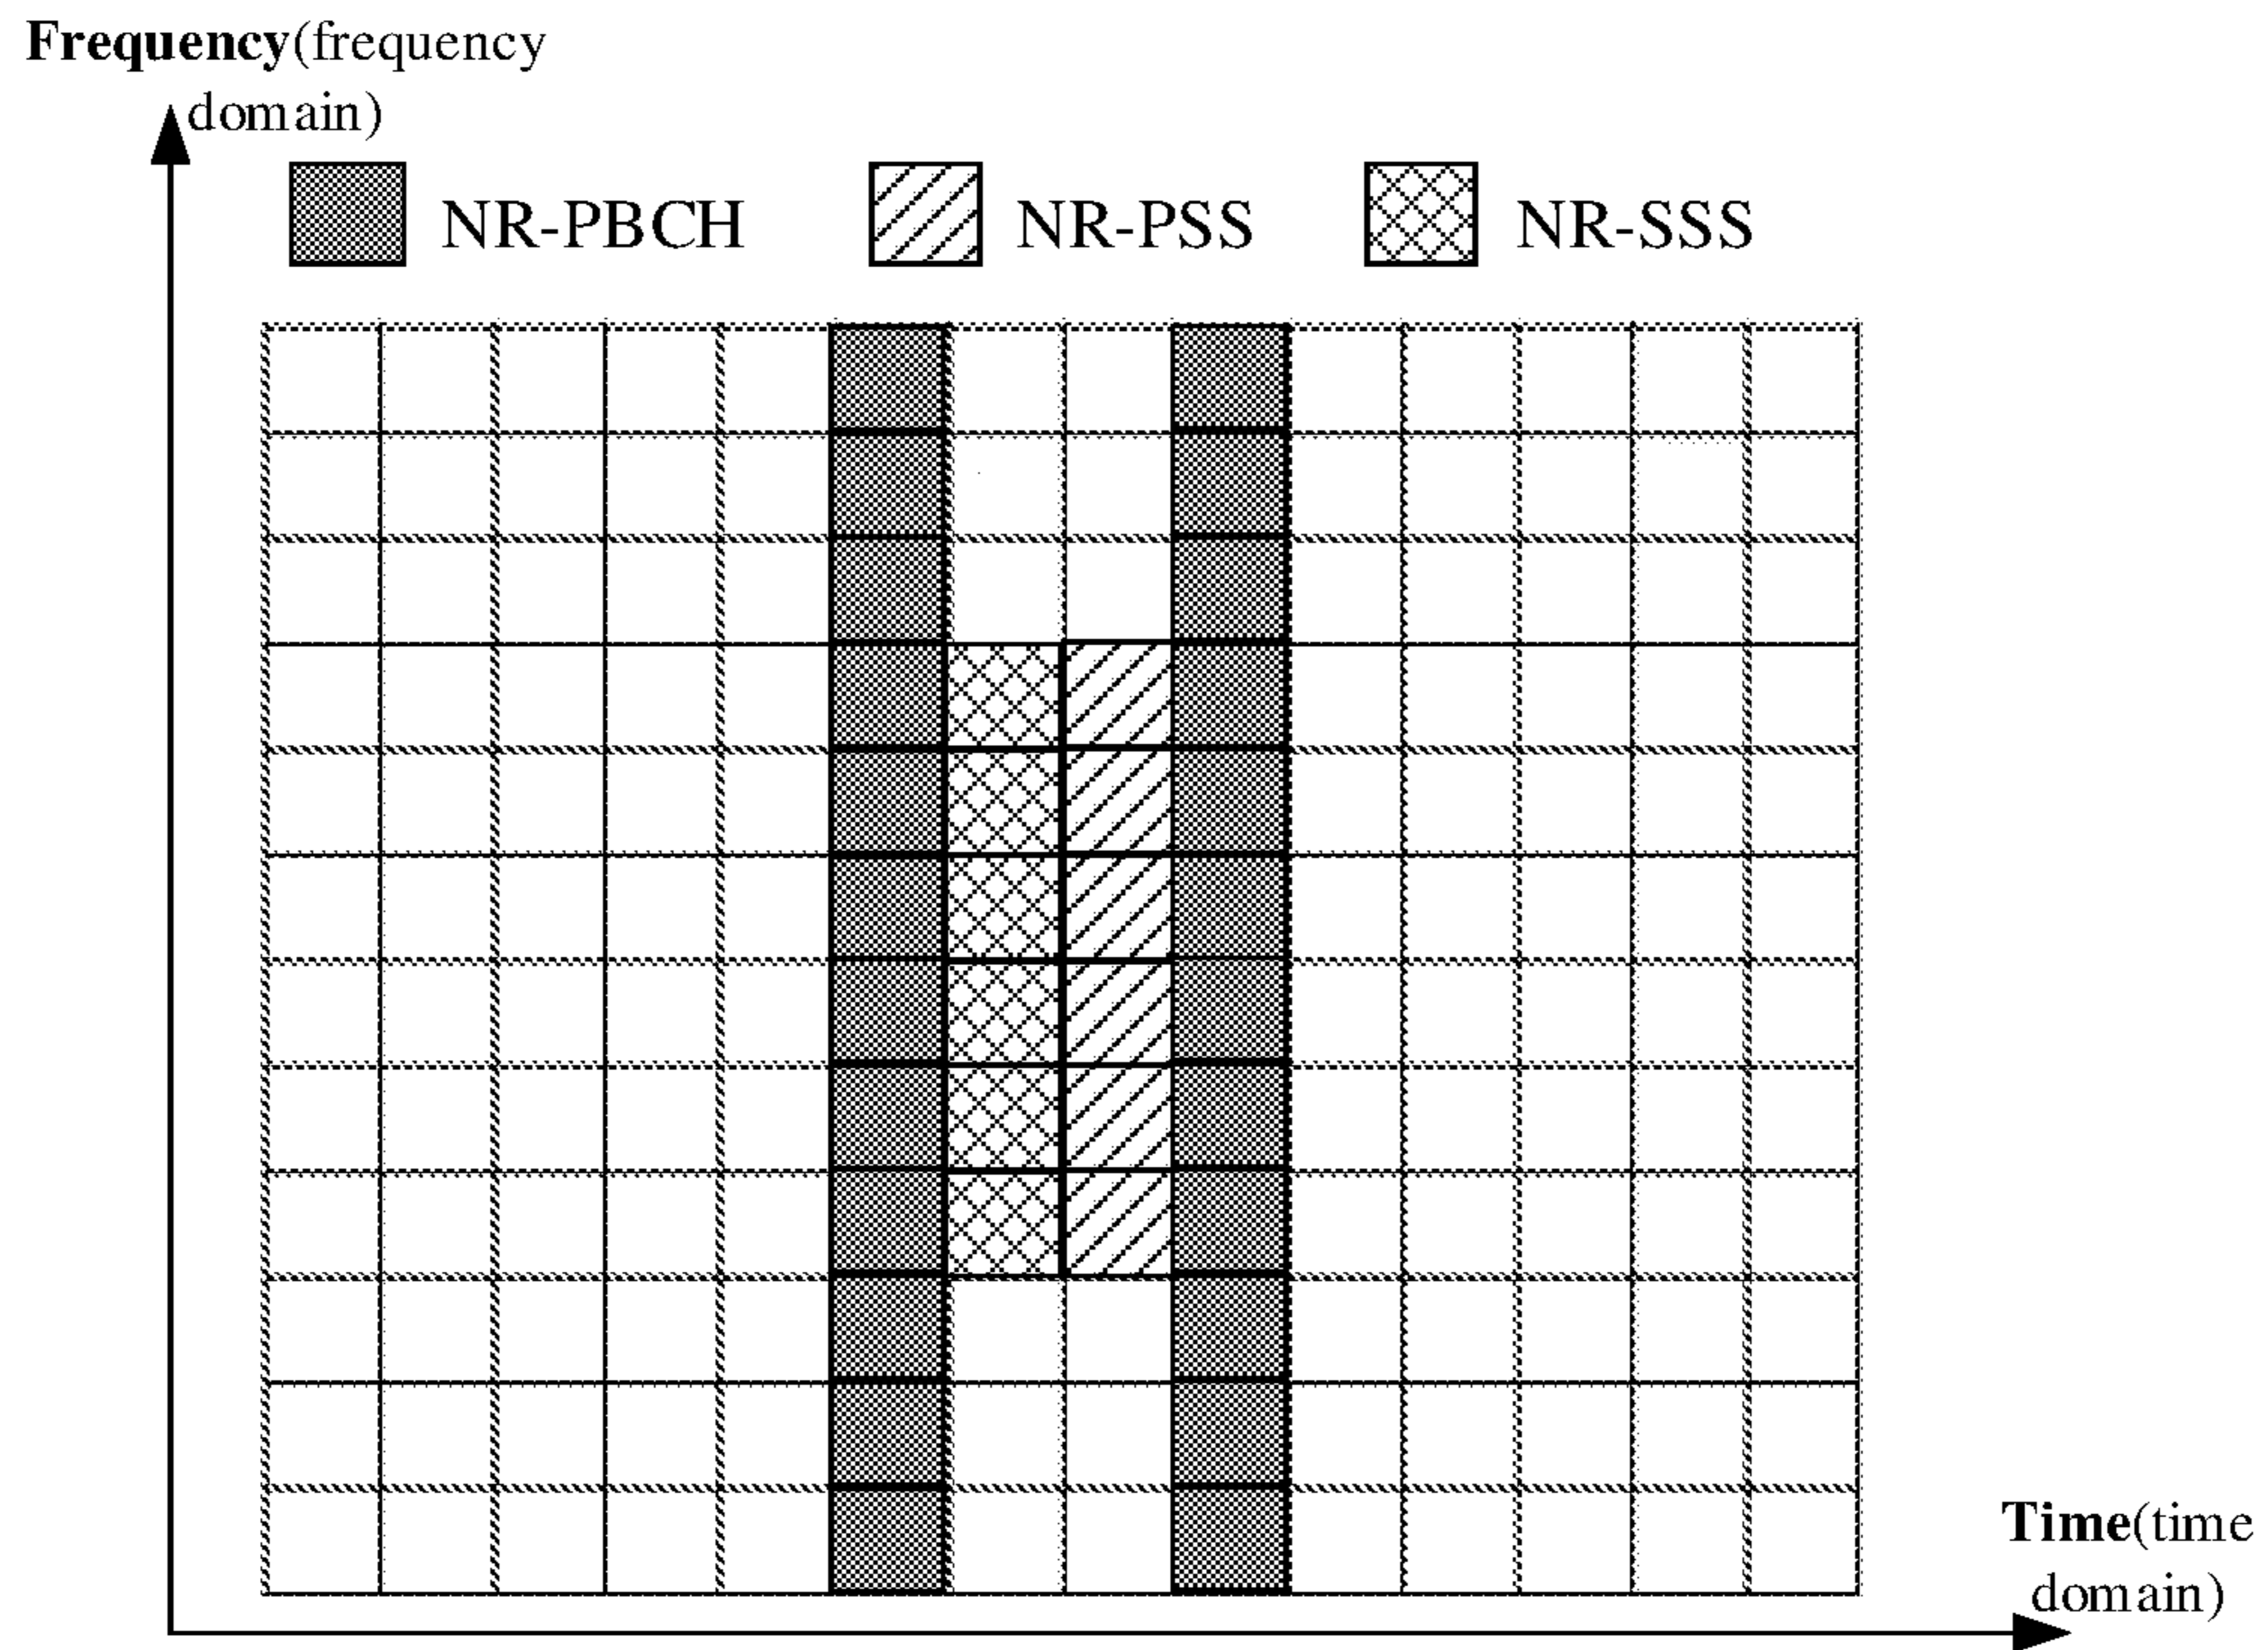 Frequency(frequency
domain)
NR-PBCH NR-PSS NR-SSS
Time(time
domain)